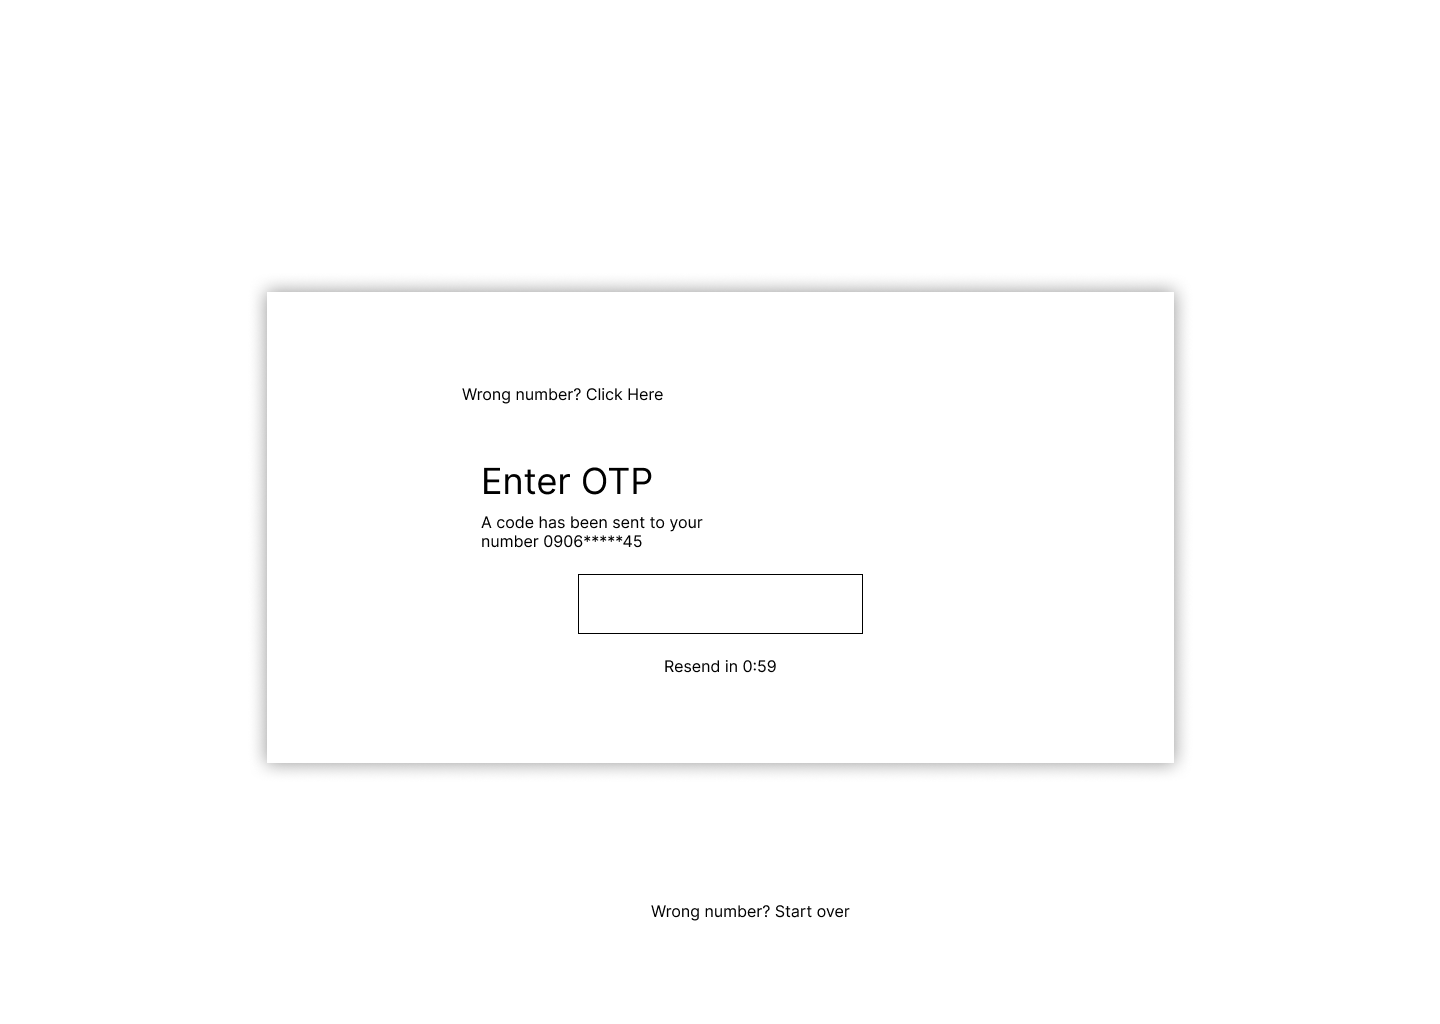 Wrong number? Click Here
Enter OTP
A code has been sent to your
number 0906*****45
Resend in 0:59
Wrong number? Start over